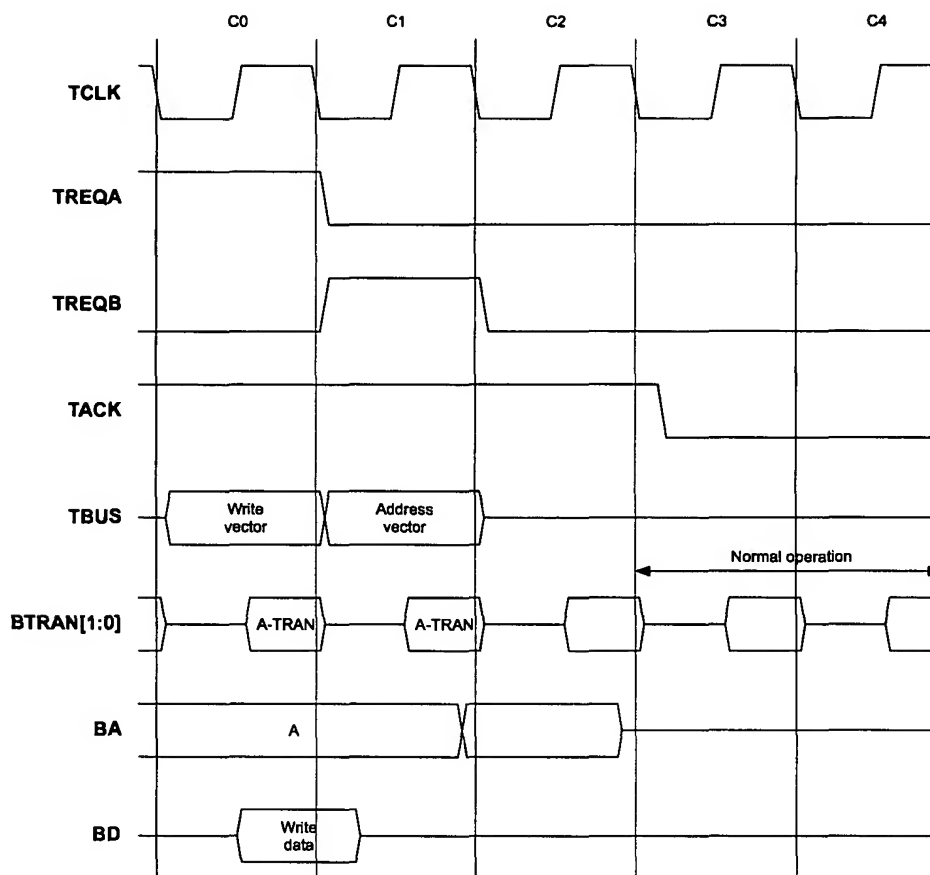 C0 C1 C2 C3 C4
TCLK
TREQA
TREQB
TACK
TBUS
Write
vector
Address
vector
Normal operation
BTRAN[1:0]
A-TRAN
A-TRAN
BA
A
BD
Write
data